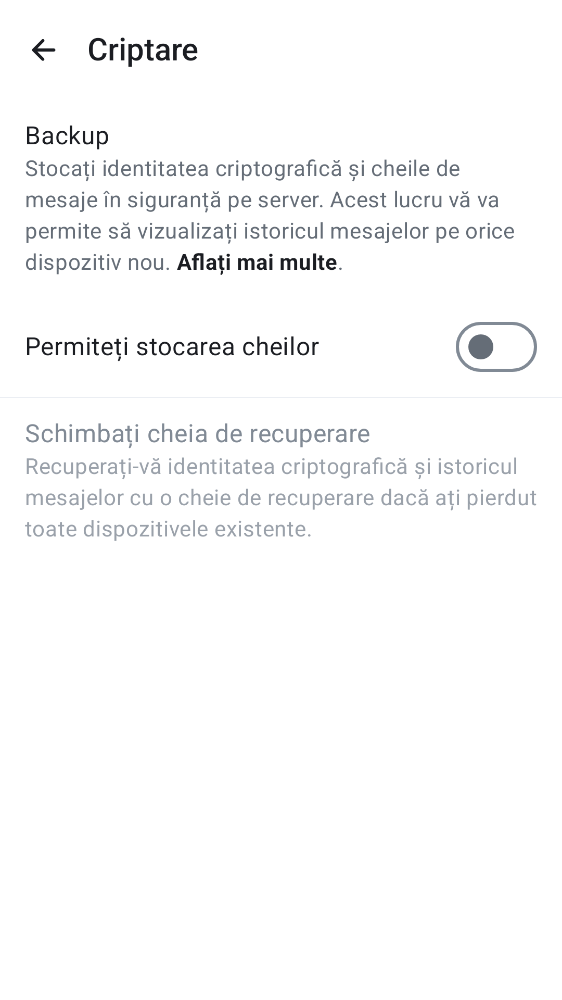 Criptare
Backup
Stocați identitatea criptografică și cheile de
mesaje în siguranță pe server. Acest lucru vă va
permite să vizualizați istoricul mesajelor pe orice
dispozitiv nou. Aflați mai multe.
Permiteți stocarea cheilor
Schimbați cheia de recuperare
Recuperați-vă identitatea criptografică și istoricul
mesajelor cu o cheie de recuperare dacă ați pierdut
toate dispozitivele existente.